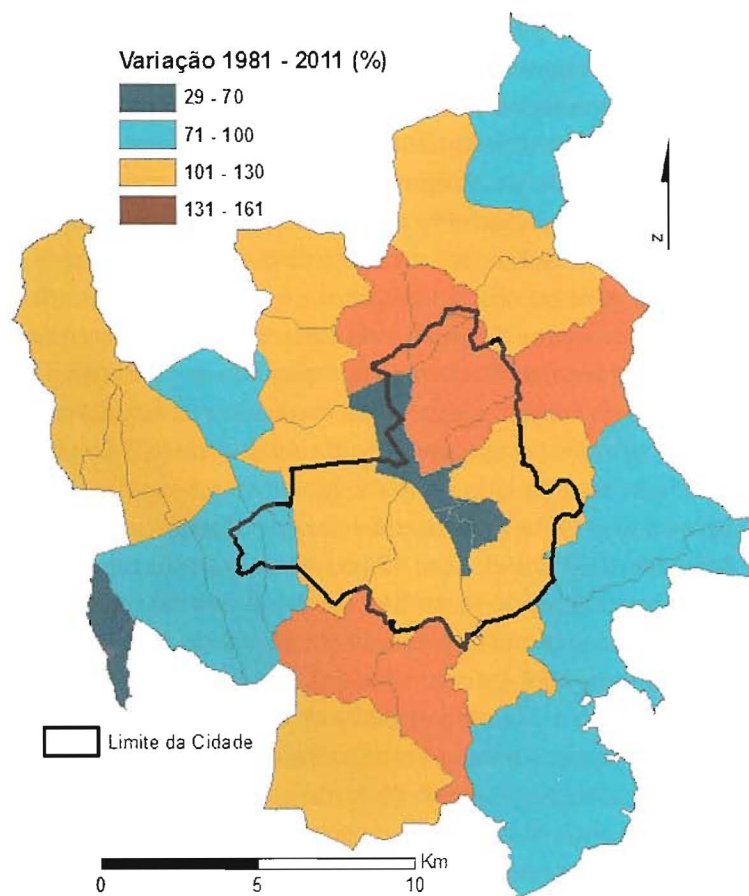 Variação 1981 - 2011 (%)
29 - 70
71 - 100
101 - 130
131 - 161
N
Limite da Cidade
Km
0 5 10